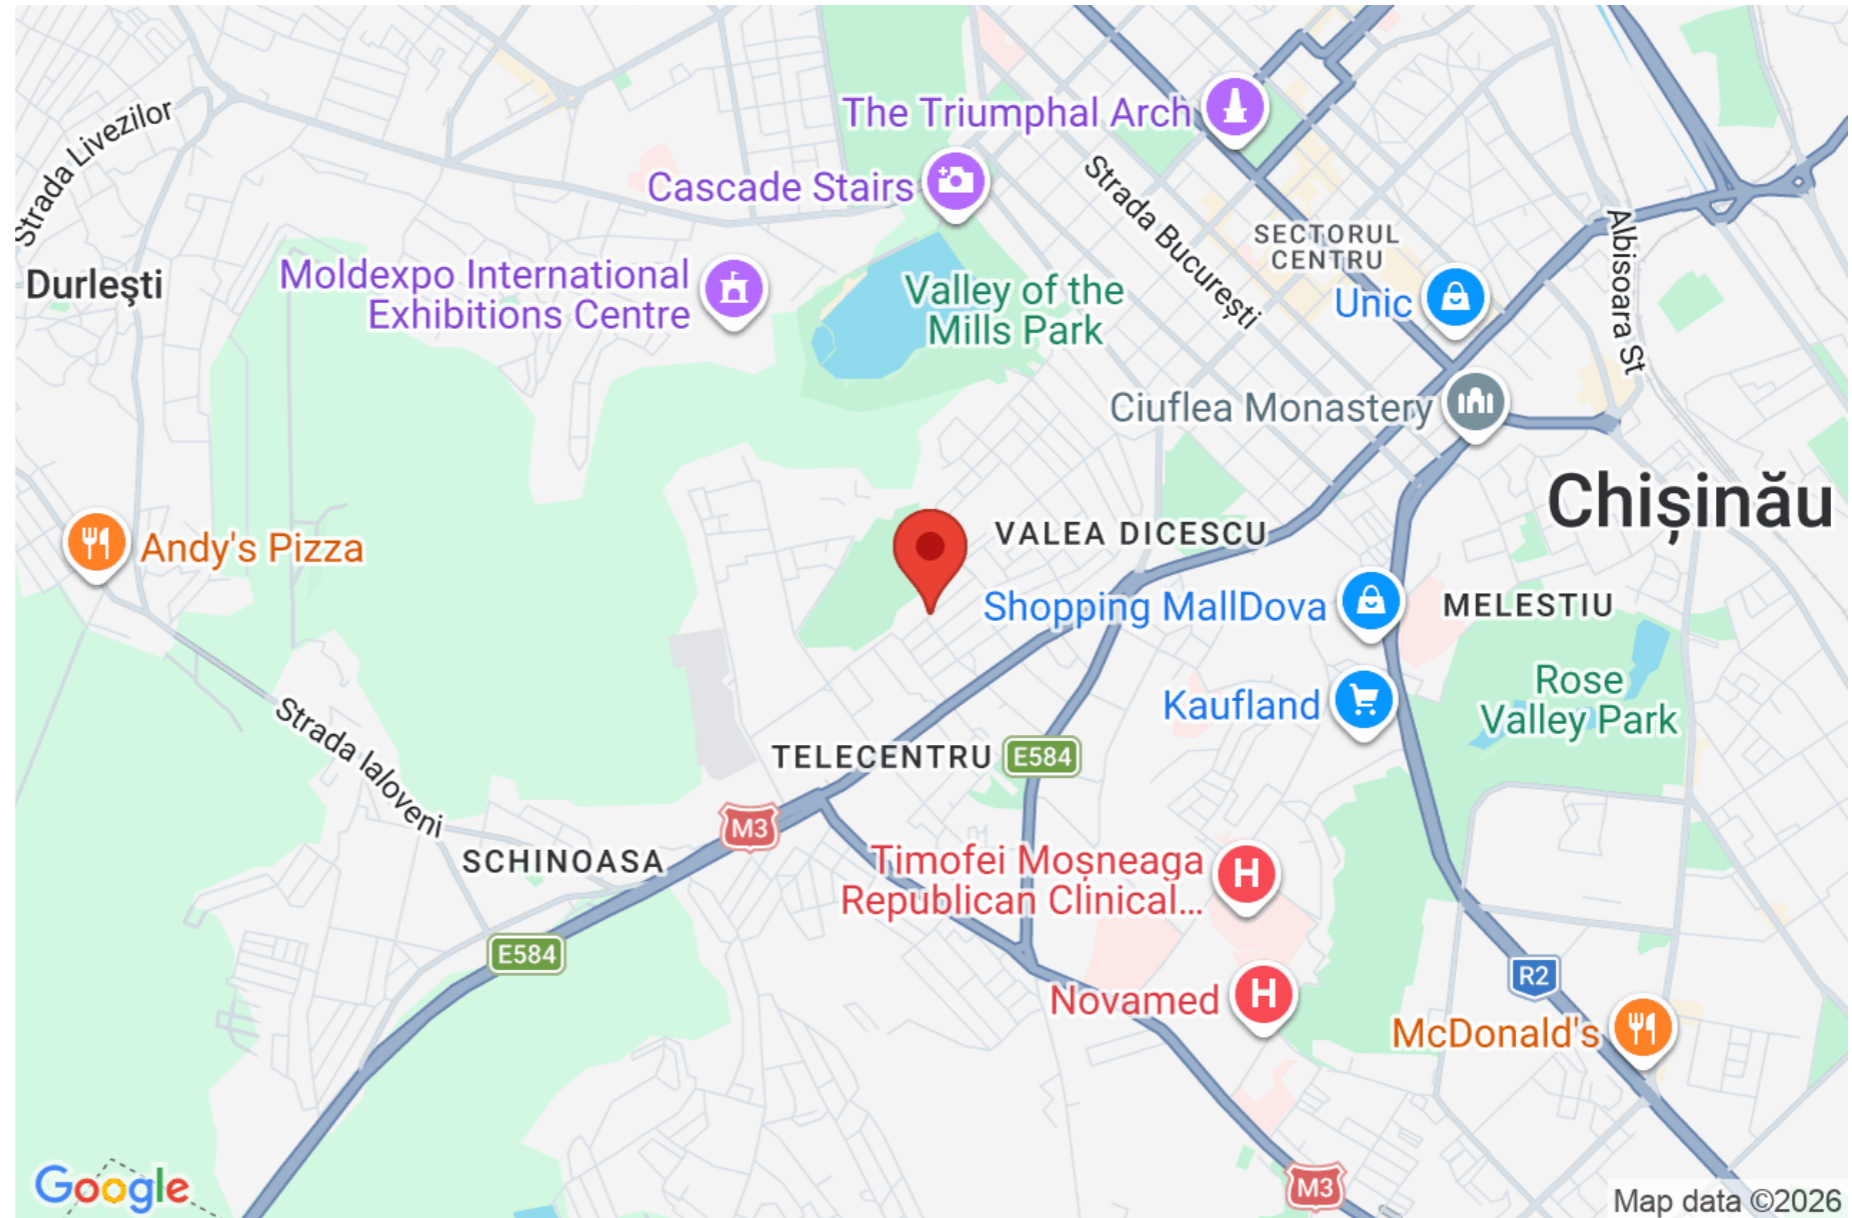 The Triumphal Arch
Strada Livezilor
Cascade Stairs
Strada București
SECTORUL
CENTRU
Albisoara St
Durleşti
Moldexpo International
Exhibitions Centre
Valley of the
Mills Park
Unic
Ciuflea Monastery
Chișinău
Andy's Pizza
VALEA DICESCU
Shopping MallDova
MELESTIU
Rose
Valley Park
Kaufland
Strada Ialoveni
TELECENTRU
E584
M3
SCHINOASA
Timofei Moșneaga
Republican Clinical...
H
E584
R2
Novamed
H
McDonald's
Google
M3
Map data ©2026